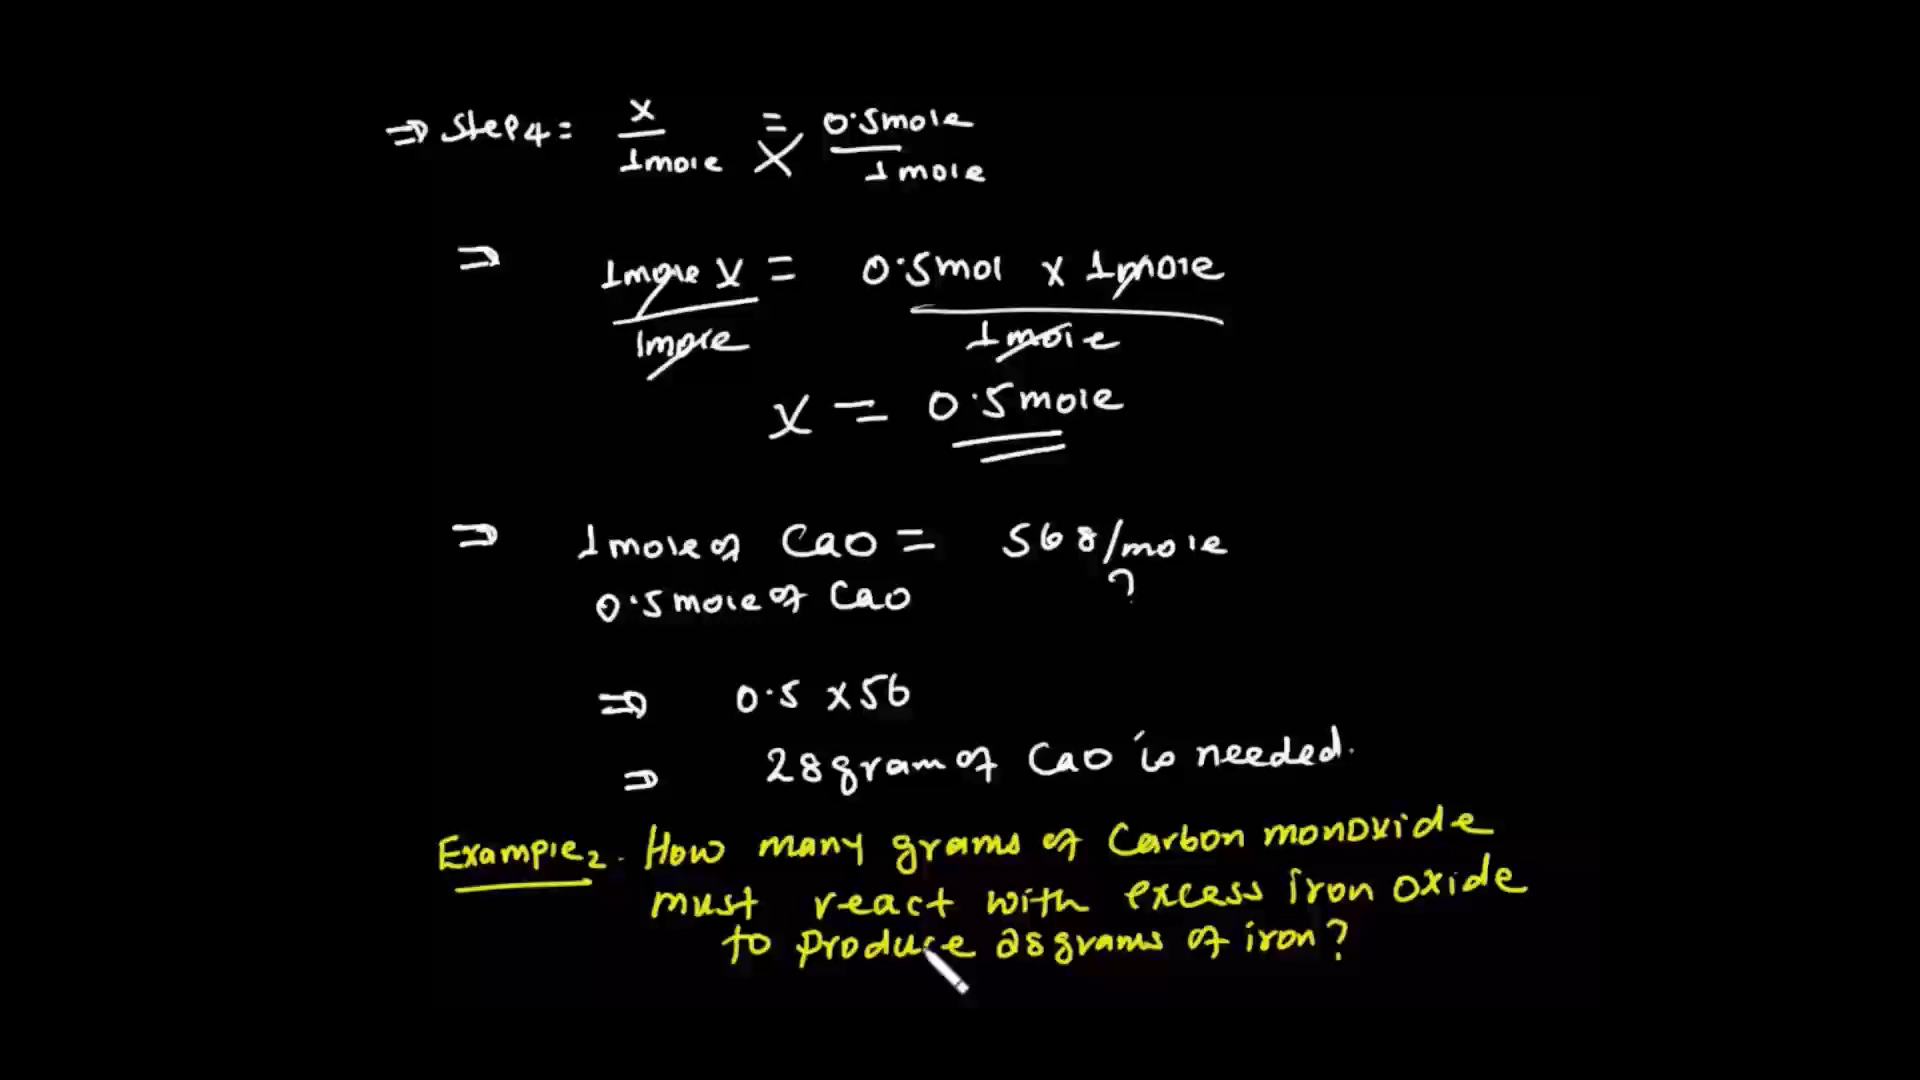 ⇒ Step4 = x/1mole = 0.5mole/1mole
⇒ 1mole x/1mole = 0.5mol x 1mole/1mole
x = 0.5mole
⇒ 1mole of CaO = 56g/mole
0.5mole of CaO ?
⇒ 0.5 x 56
⇒ 28gram of CaO is needed.
Example 2. How many grams of Carbon monoxide
must react with excess iron oxide
to produce 28grams of iron?